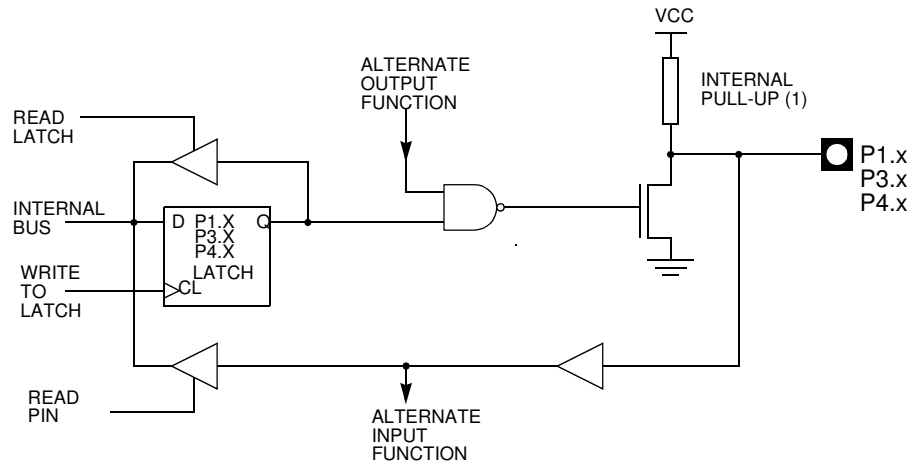 VCC
ALTERNATE
OUTPUT
FUNCTION
INTERNAL
PULL-UP (1)
READ
LATCH
P1.x
P3.x
P4.x
INTERNAL
BUS
D P1.X Q
P3.X
P4.X
LATCH
CL
WRITE
TO
LATCH
READ
PIN
ALTERNATE
INPUT
FUNCTION